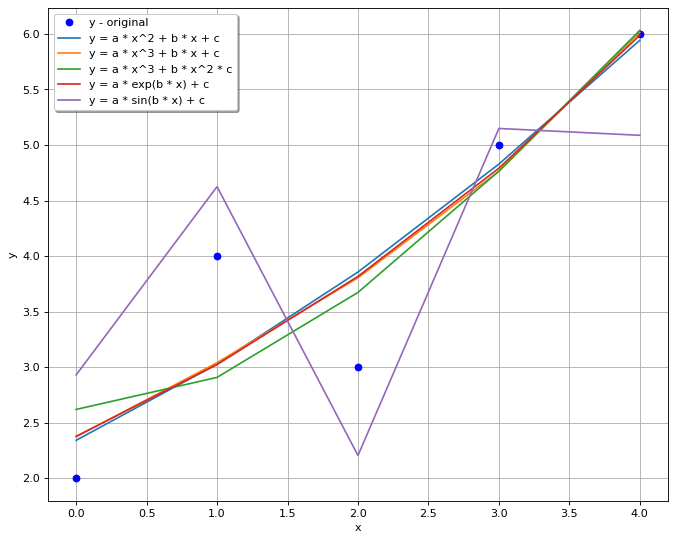 y - original
y = a * x^2 + b * x + c
y = a * x^3 + b * x + c
y = a * x^3 + b * x^2 * c
y = a * exp(b * x) + c
y = a * sin(b * x) + c
6.0
5.5
5.0
4.5
4.0
3.5
3.0
2.5
2.0
y
0.0 0.5 1.0 1.5 2.0 2.5 3.0 3.5 4.0
x